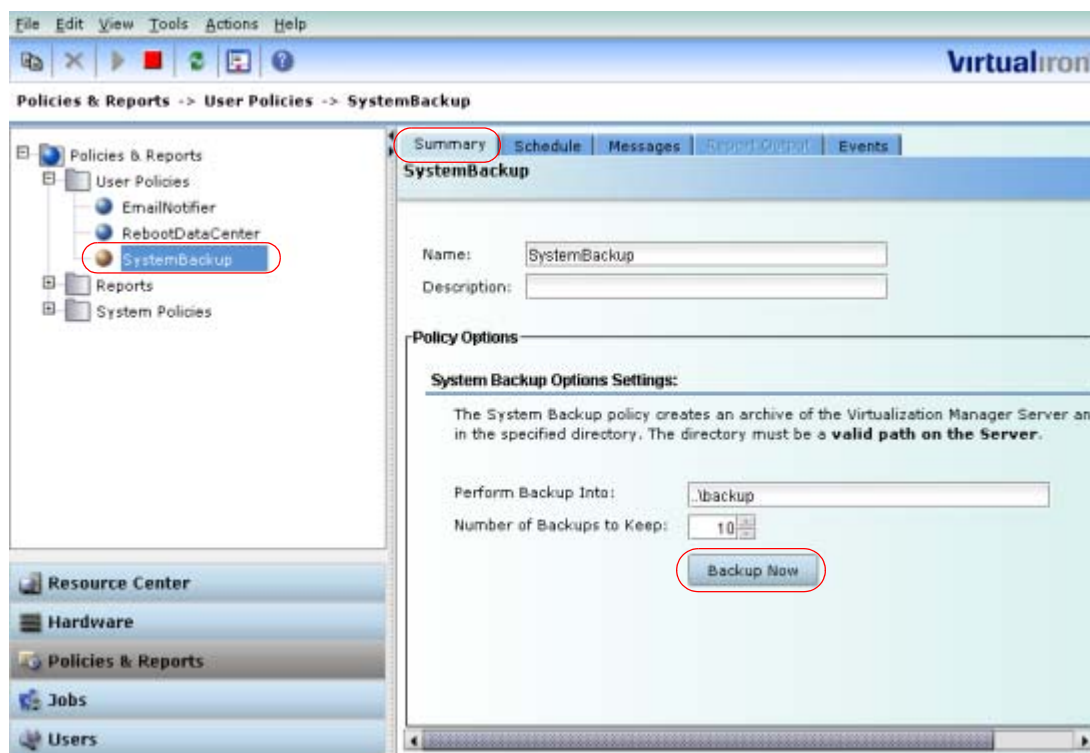 File Edit View Tools Actions Help
Virtualiron
Policies & Reports -> User Policies -> SystemBackup
Policies & Reports
User Policies
EmailNotifier
RebootDataCenter
SystemBackup
Reports
System Policies
Resource Center
Hardware
Policies & Reports
Jobs
Users
Summary Schedule Messages Report Output Events
SystemBackup
Name: SystemBackup
Description:
Policy Options
System Backup Options Settings:
The System Backup policy creates an archive of the Virtualization Manager Server an
in the specified directory. The directory must be a valid path on the Server.
Perform Backup Into: ..\backup
Number of Backups to Keep: 10
Backup Now